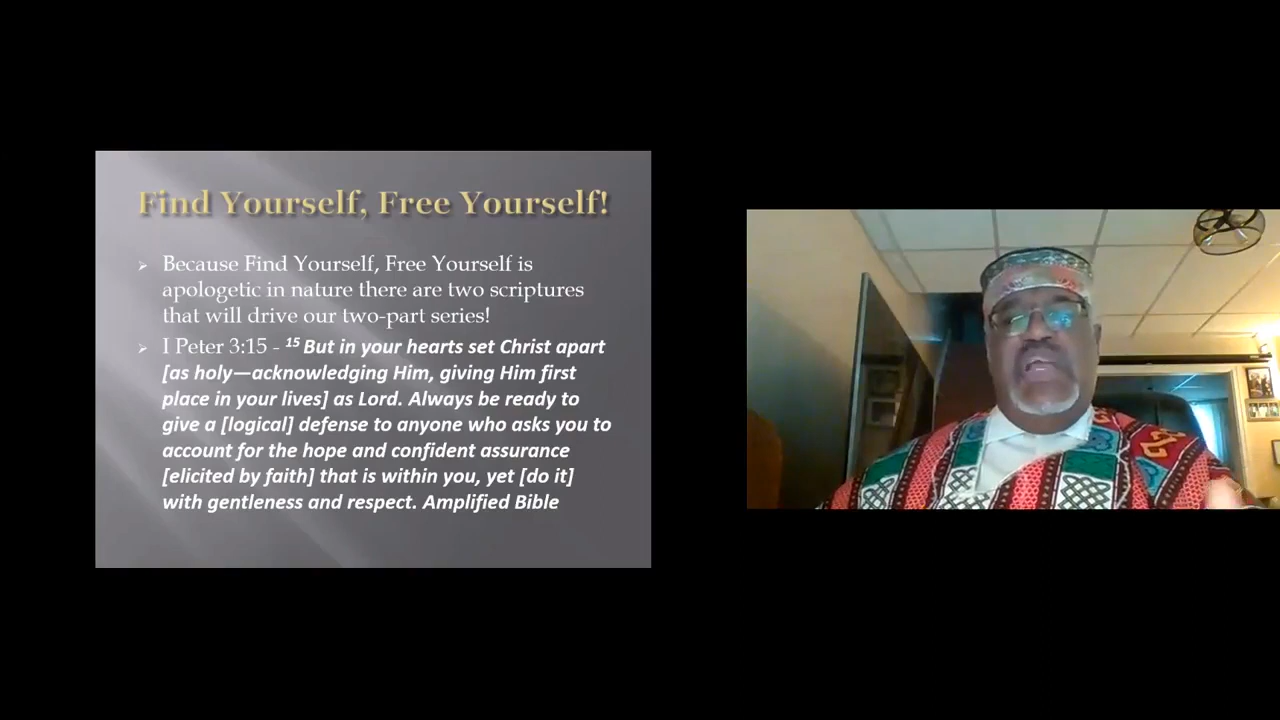 Find Yourself, Free Yourself!
Because Find Yourself, Free Yourself is
apologetic in nature there are two scriptures
that will drive our two-part series!
I Peter 3:15 - ¹⁵ But in your hearts set Christ apart
[as holy—acknowledging Him, giving Him first
place in your lives] as Lord. Always be ready to
give a [logical] defense to anyone who asks you to
account for the hope and confident assurance
[elicited by faith] that is within you, yet [do it]
with gentleness and respect. Amplified Bible